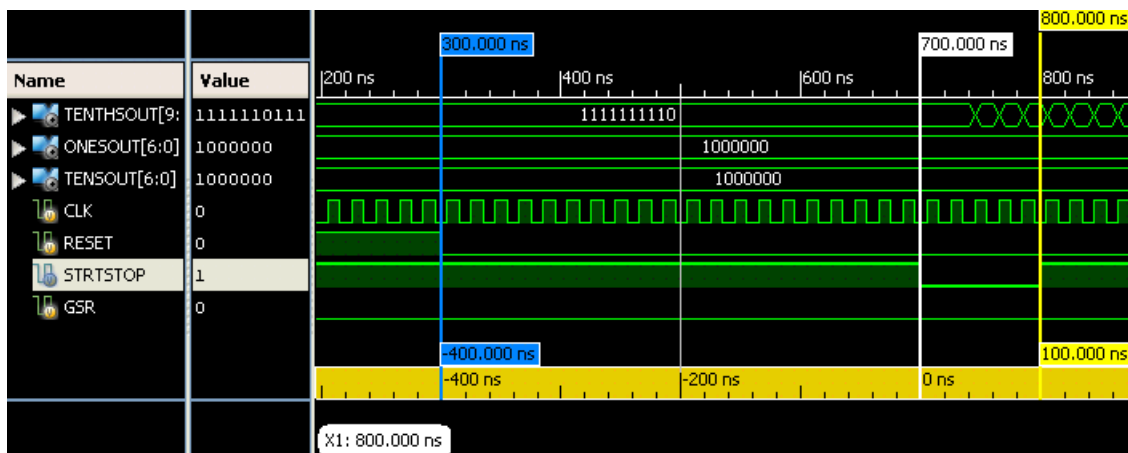 800.000 ns
300.000 ns 700.000 ns
Name Value 200 ns 400 ns 600 ns 800 ns
TENTHSOUT[9: 1111110111 1111111110
ONESOUT[6:0] 1000000 1000000
TENSOUT[6:0] 1000000 1000000
CLK 0
RESET 0
STRTSTOP 1
GSR 0
-400.000 ns 100.000 ns
-400 ns -200 ns 0 ns
X1: 800.000 ns